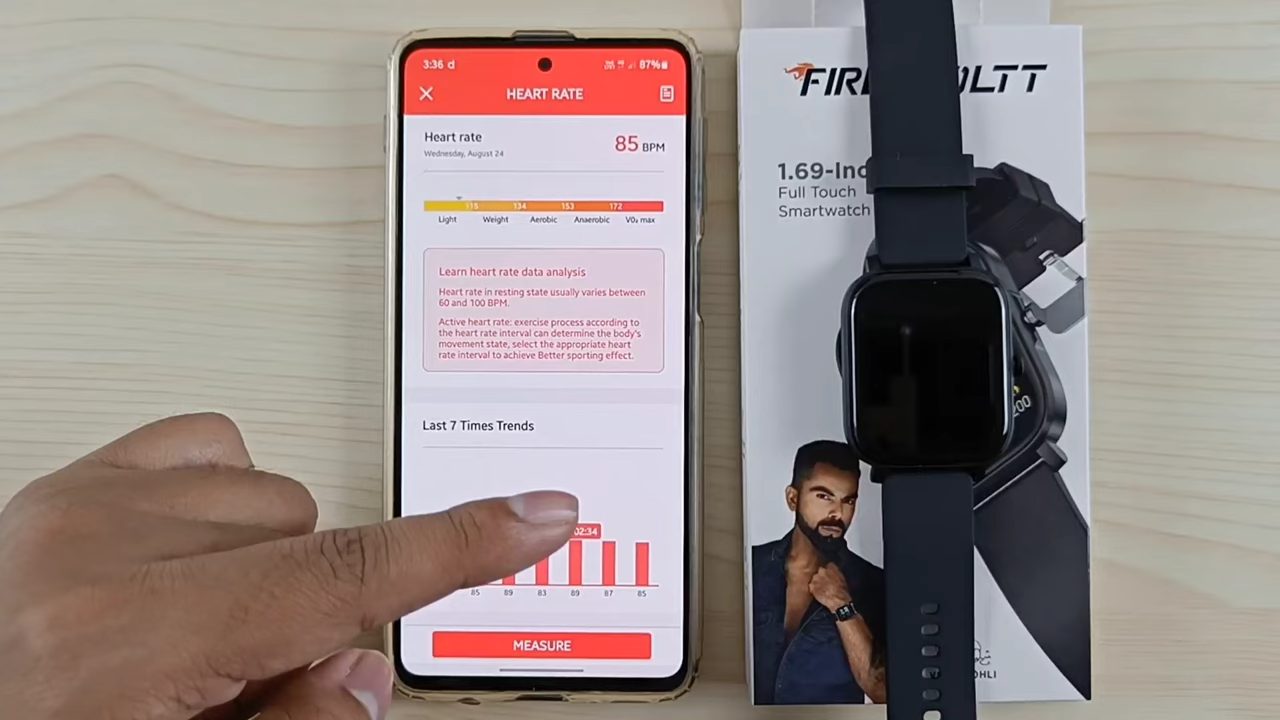 3:36 d
87%
HEART RATE
Heart rate
Wednesday, August 24
85 BPM
115 134 153 172
Light Weight Aerobic Anaerobic VO₂ max
Learn heart rate data analysis
Heart rate in resting state usually varies between
60 and 100 BPM.
Active heart rate: exercise process according to
the heart rate interval can determine the body's
movement state, select the appropriate heart
rate interval to achieve Better sporting effect.
Last 7 Times Trends
02:34
85 89 83 89 87 85
MEASURE
1.69-Inc
Full Touch
Smartwatch